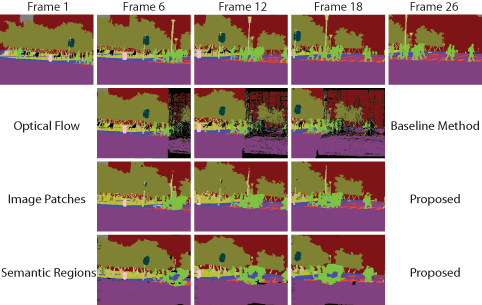 Frame 1 Frame 6 Frame 12 Frame 18 Frame 26
Optical Flow Baseline Method
Image Patches Proposed
Semantic Regions Proposed